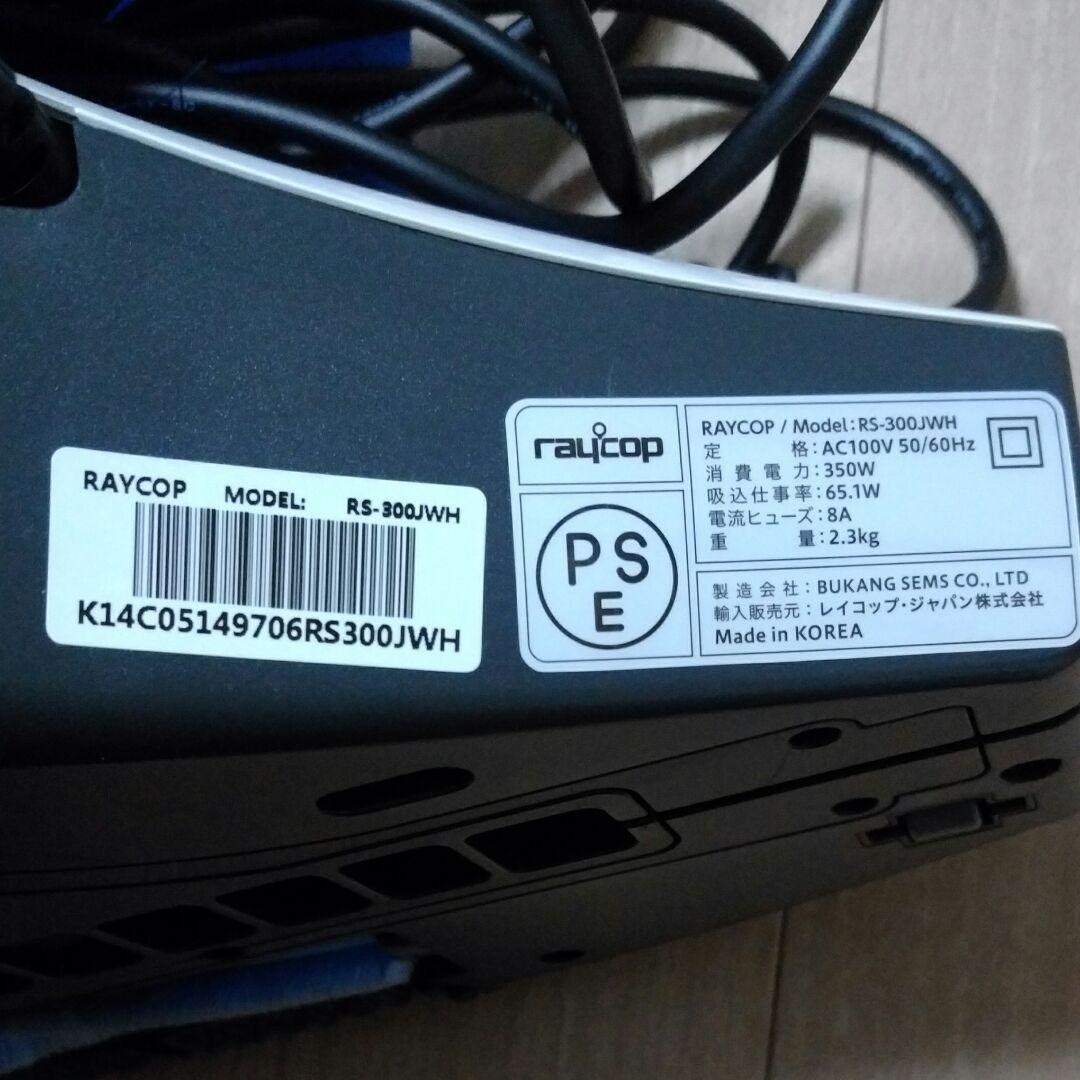 RAYCOP MODEL: RS-300JWH
K14C05149706RS300JWH
raycop
PSE
RAYCOP / Model:RS-300JWH
定格:AC100V 50/60Hz
消費電力:350W
吸込仕事率:65.1W
電流ヒューズ:8A
重量:2.3kg
製造会社:BUKANG SEMS CO., LTD
輸入販売元:レイコップ・ジャパン株式会社
Made in KOREA